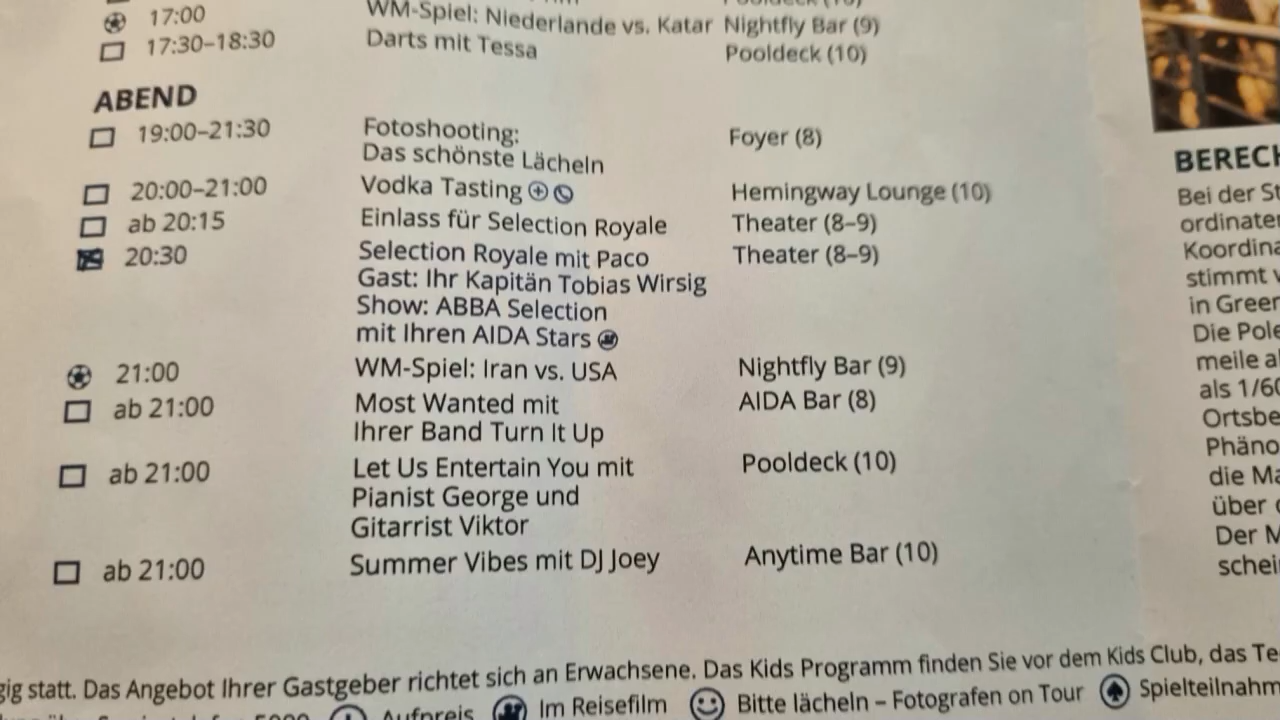 17:00 WM-Spiel: Niederlande vs. Katar Nightfly Bar (9)
17:30–18:30 Darts mit Tessa Pooldeck (10)
ABEND
19:00–21:30 Fotoshooting: Foyer (8)
Das schönste Lächeln
20:00–21:00 Vodka Tasting Hemingway Lounge (10)
ab 20:15 Einlass für Selection Royale Theater (8–9)
20:30 Selection Royale mit Paco Theater (8–9)
Gast: Ihr Kapitän Tobias Wirsig
Show: ABBA Selection
mit Ihren AIDA Stars
21:00 WM-Spiel: Iran vs. USA Nightfly Bar (9)
ab 21:00 Most Wanted mit AIDA Bar (8)
Ihrer Band Turn It Up
ab 21:00 Let Us Entertain You mit Pooldeck (10)
Pianist George und
Gitarrist Viktor
ab 21:00 Summer Vibes mit DJ Joey Anytime Bar (10)
gig statt. Das Angebot Ihrer Gastgeber richtet sich an Erwachsene. Das Kids Programm finden Sie vor dem Kids Club, das Te
Aufpreis Im Reisefilm Bitte lächeln – Fotografen on Tour Spielteilnahm
BERECH
Bei der St
ordinaten
Koordina
stimmt
in Green
Die Pole
meile al
als 1/60
Ortsbe
Phäno
die Ma
über
Der M
schei